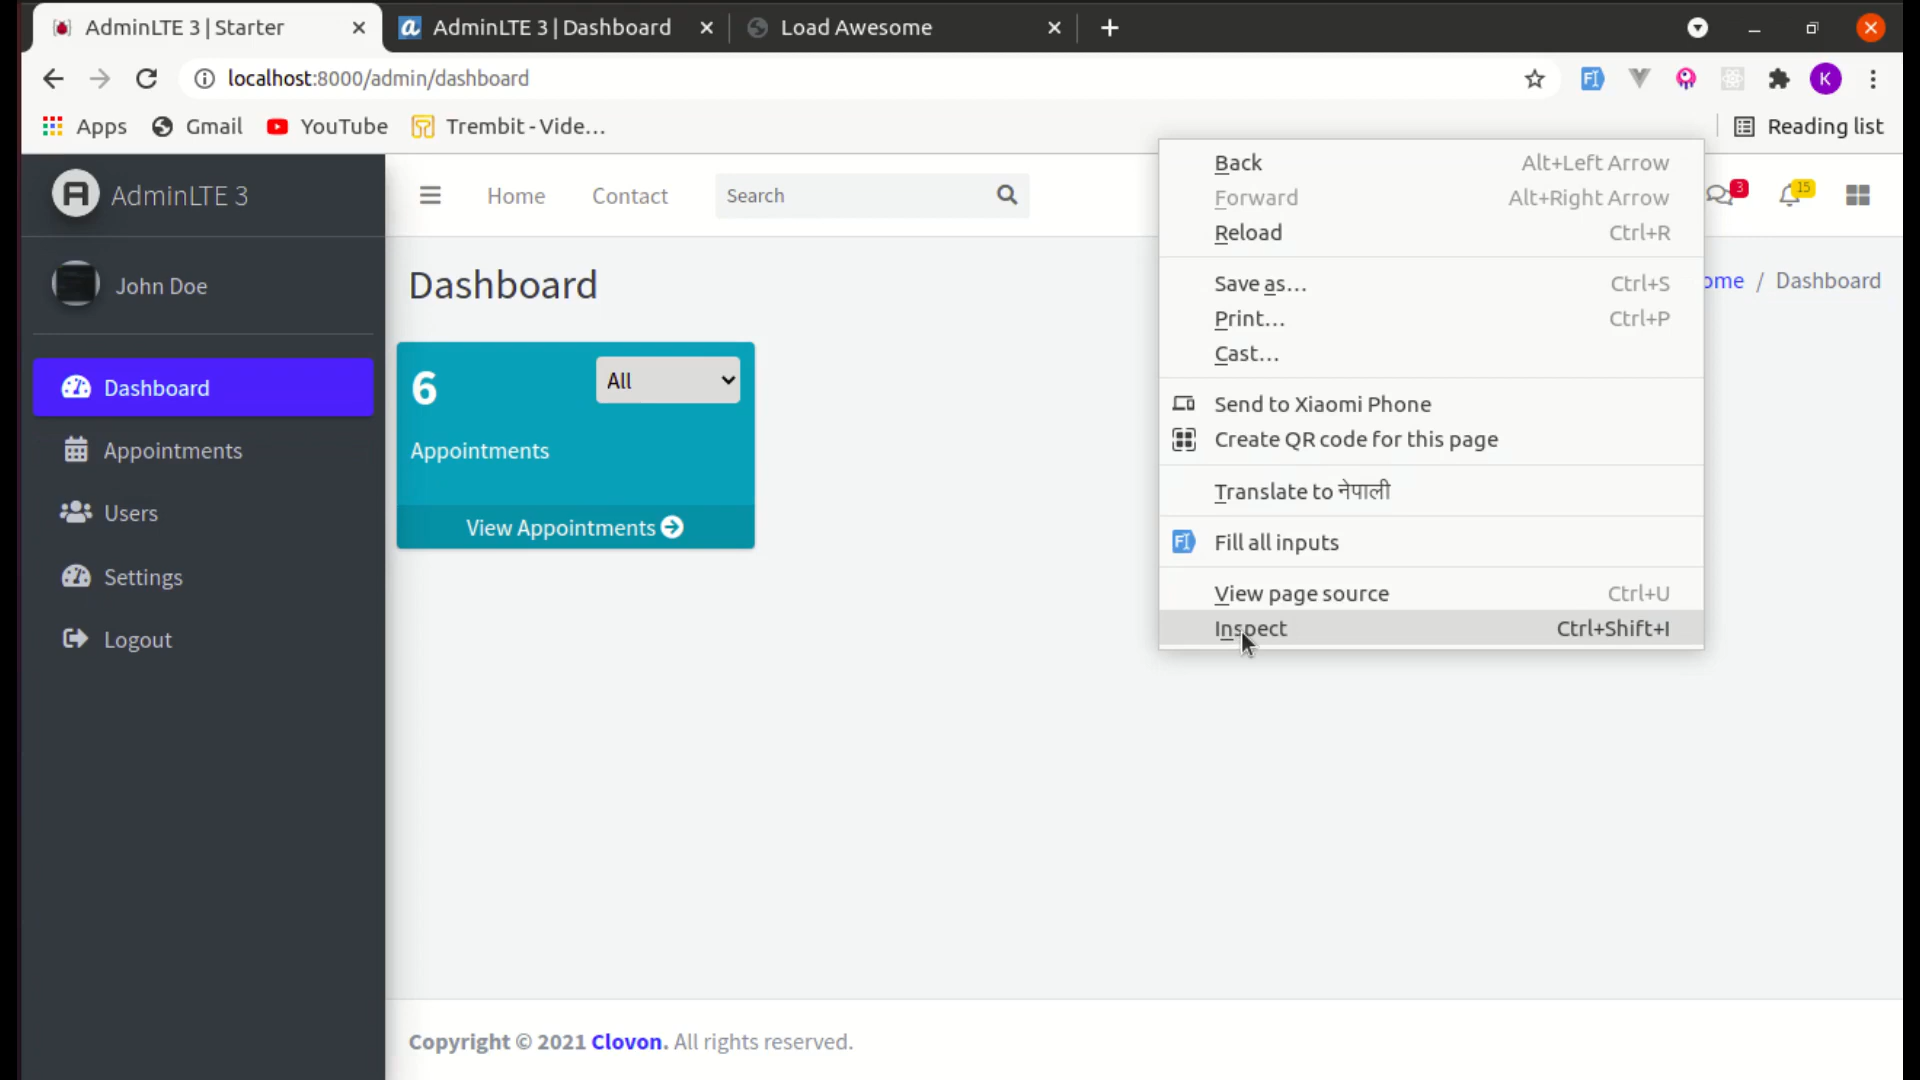 AdminLTE 3 | Starter
AdminLTE 3 | Dashboard
Load Awesome
localhost:8000/admin/dashboard
K
Apps
Gmail
YouTube
Trembit - Vide...
Reading list
AdminLTE 3
Home
Contact
Search
3
15
John Doe
Dashboard
ome / Dashboard
Dashboard
Appointments
Users
Settings
Logout
6
All
Appointments
View Appointments
Back Alt+Left Arrow
Forward Alt+Right Arrow
Reload Ctrl+R
Save as... Ctrl+S
Print... Ctrl+P
Cast...
Send to Xiaomi Phone
Create QR code for this page
Translate to नेपाली
Fill all inputs
View page source Ctrl+U
Inspect Ctrl+Shift+I
Copyright © 2021 Clovon. All rights reserved.